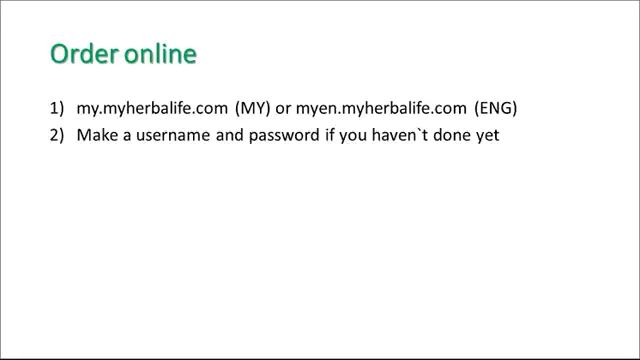 Order online
1) my.myherbalife.com (MY) or myen.myherbalife.com (ENG)
2) Make a username and password if you haven`t done yet